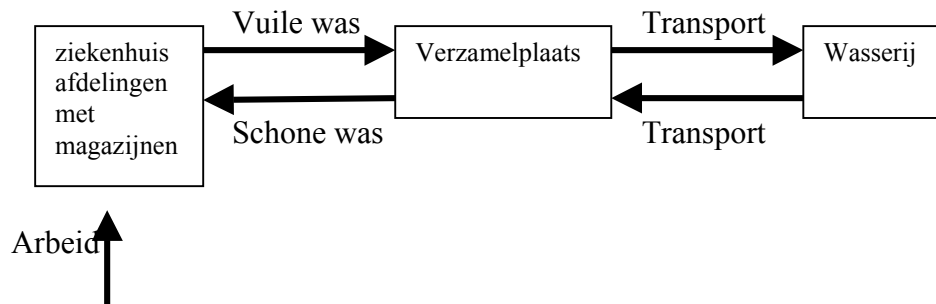 ziekenhuis
afdelingen
met
magazijnen
Vuile was
Schone was
Verzamelplaats
Transport
Transport
Wasserij
Arbeid